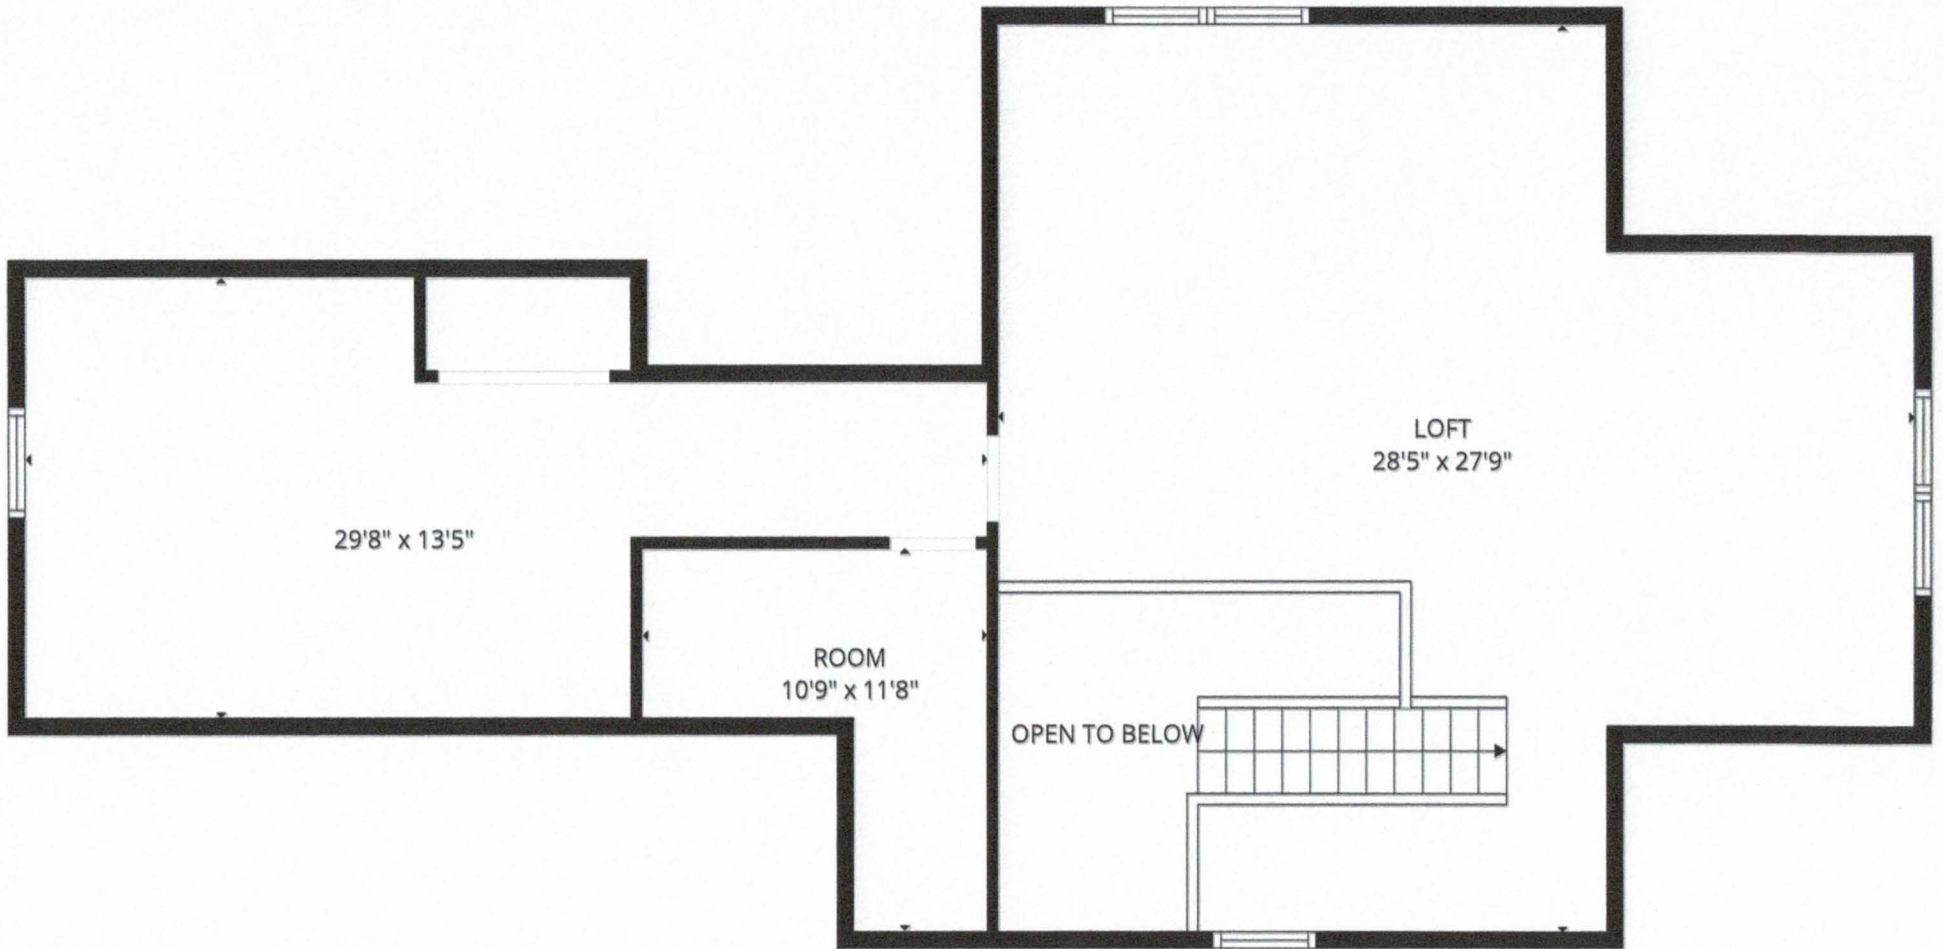 LOFT
28'5" x 27'9"
29'8" x 13'5"
ROOM
10'9" x 11'8"
OPEN TO BELOW